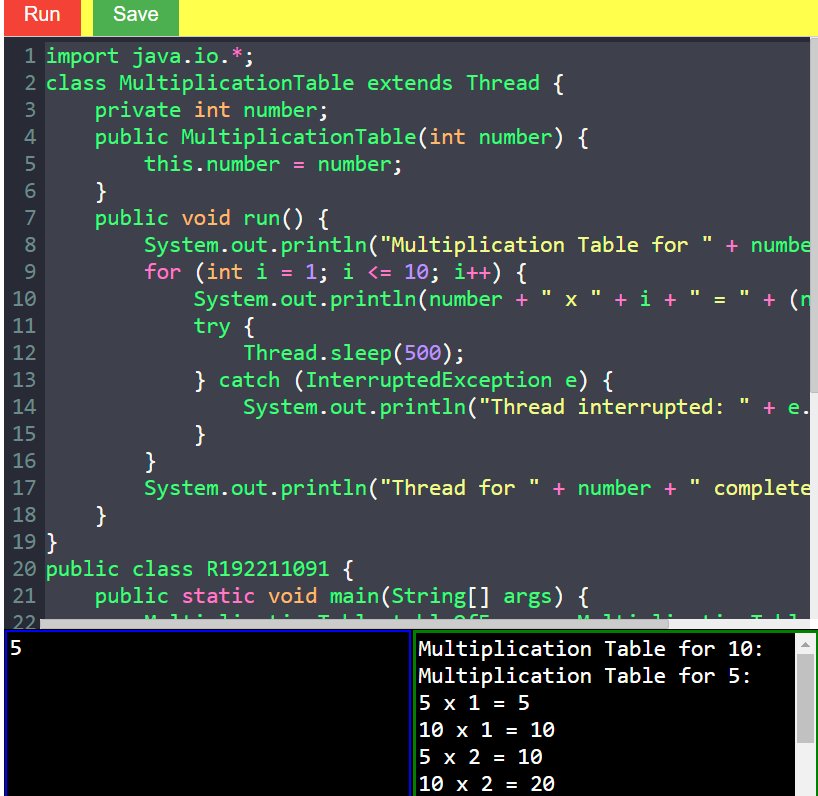 Run Save
1 import java.io.*;
2 class MultiplicationTable extends Thread {
3 private int number;
4 public MultiplicationTable(int number) {
5 this.number = number;
6 }
7 public void run() {
8 System.out.println("Multiplication Table for " + numbe
9 for (int i = 1; i <= 10; i++) {
10 System.out.println(number + " x " + i + " = " + (n
11 try {
12 Thread.sleep(500);
13 } catch (InterruptedException e) {
14 System.out.println("Thread interrupted: " + e.
15 }
16 }
17 System.out.println("Thread for " + number + " complete
18 }
19 }
20 public class R192211091 {
21 public static void main(String[] args) {
22
5
Multiplication Table for 10:
Multiplication Table for 5:
5 x 1 = 5
10 x 1 = 10
5 x 2 = 10
10 x 2 = 20